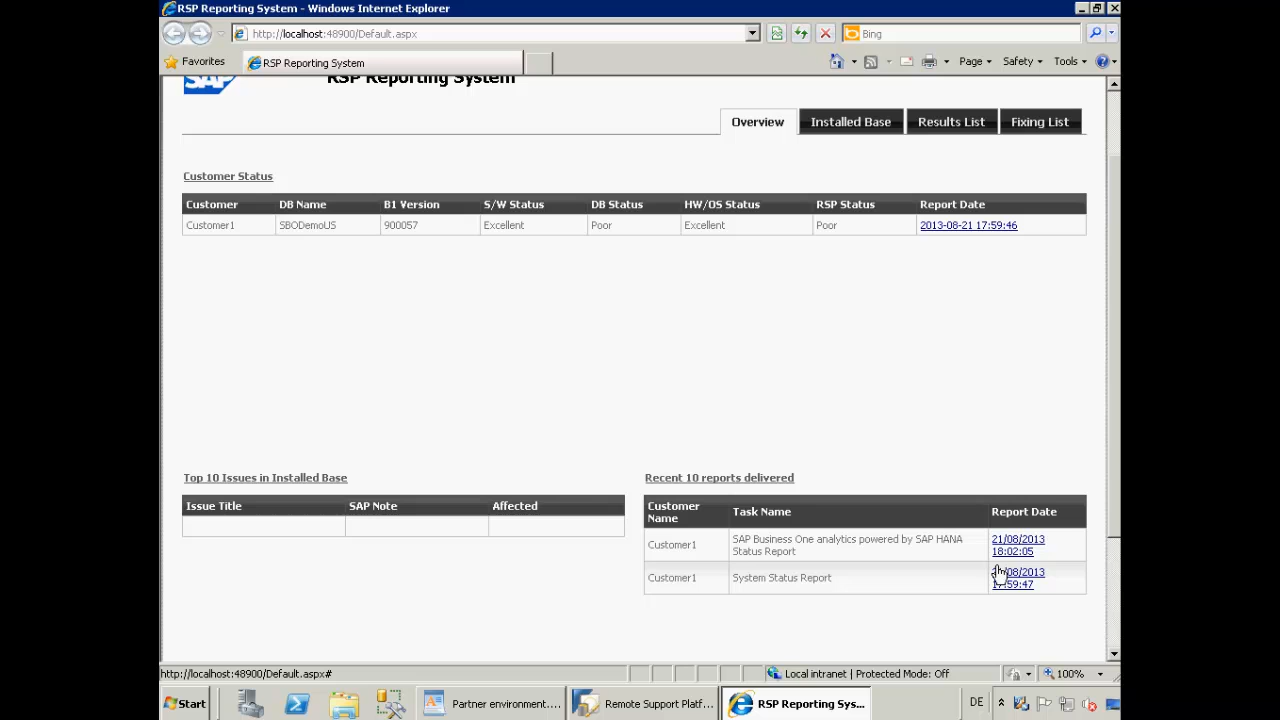 RSP Reporting System - Windows Internet Explorer
http://localhost:48900/Default.aspx
Bing
Favorites
RSP Reporting System
Page
Safety
Tools
SAP
RSP Reporting System
Overview
Installed Base
Results List
Fixing List
Customer Status
Customer DB Name B1 Version S/W Status DB Status HW/OS Status RSP Status Report Date
Customer1 SBODemoUS 900057 Excellent Poor Excellent Poor 2013-08-21 17:59:46
Top 10 Issues in Installed Base
Issue Title SAP Note Affected
Recent 10 reports delivered
Customer
Name
Task Name
Report Date
Customer1
SAP Business One analytics powered by SAP HANA
Status Report
21/08/2013
18:02:05
Customer1
System Status Report
/08/2013
:59:47
http://localhost:48900/Default.aspx#
Local intranet | Protected Mode: Off
100%
Start
Partner environment....
Remote Support Platf...
RSP Reporting Sys...
DE